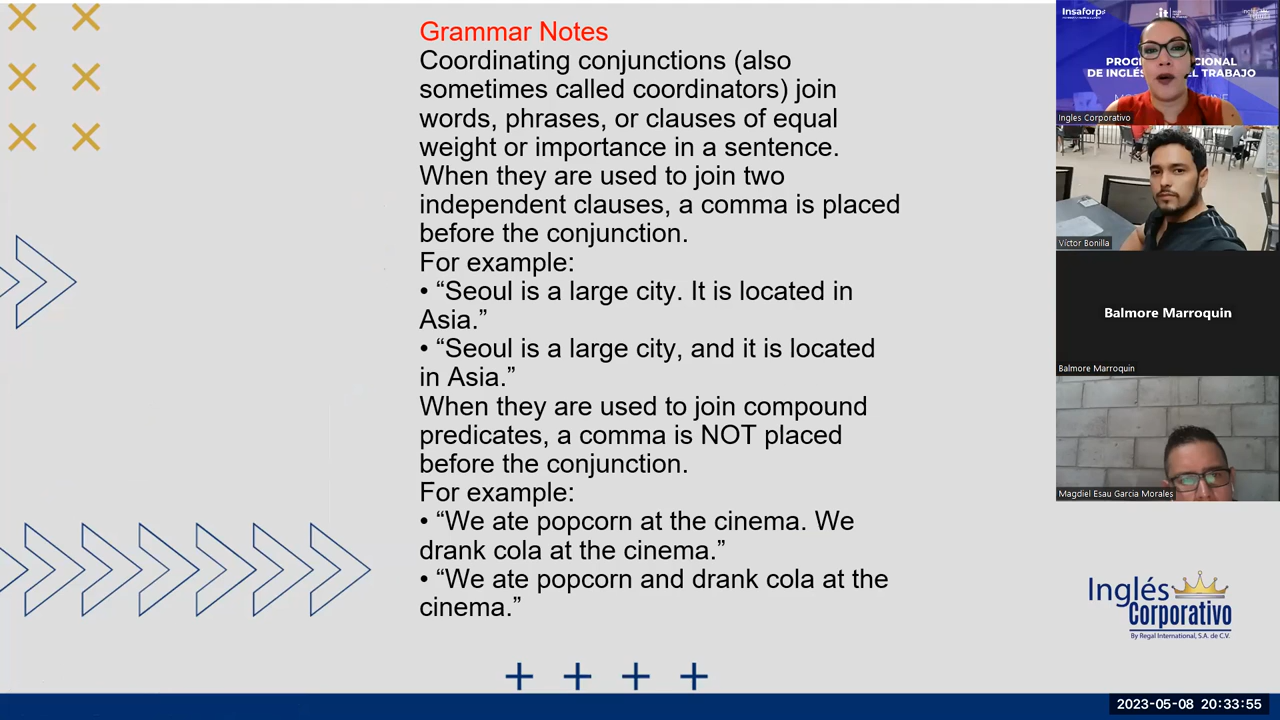 Grammar Notes
Coordinating conjunctions (also
sometimes called coordinators) join
words, phrases, or clauses of equal
weight or importance in a sentence.
When they are used to join two
independent clauses, a comma is placed
before the conjunction.
For example:
• “Seoul is a large city. It is located in
Asia.”
• “Seoul is a large city, and it is located
in Asia.”
When they are used to join compound
predicates, a comma is NOT placed
before the conjunction.
For example:
• “We ate popcorn at the cinema. We
drank cola at the cinema.”
• “We ate popcorn and drank cola at the
cinema.”
Insaforp
Ingles Corporativo
Víctor Bonilla
Balmore Marroquin
Balmore Marroquin
Magdiel Esau Garcia Morales
Inglés
Corporativo
By Regal International, S.A. de C.V.
2023-05-08 20:33:55